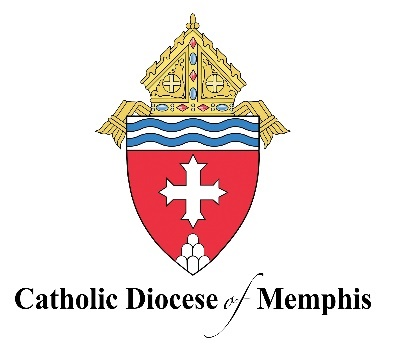 Catholic Diocese of Memphis